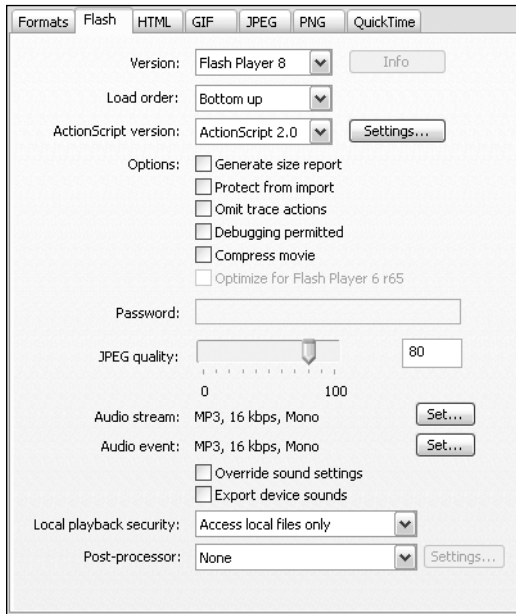 Formats Flash HTML GIF JPEG PNG QuickTime
Version: Flash Player 8 Info
Load order: Bottom up
ActionScript version: ActionScript 2.0 Settings...
Options: Generate size report
Protect from import
Omit trace actions
Debugging permitted
Compress movie
Optimize for Flash Player 6 r65
Password:
JPEG quality: 80
0 100
Audio stream: MP3, 16 kbps, Mono Set...
Audio event: MP3, 16 kbps, Mono Set...
Override sound settings
Export device sounds
Local playback security: Access local files only
Post-processor: None Settings...